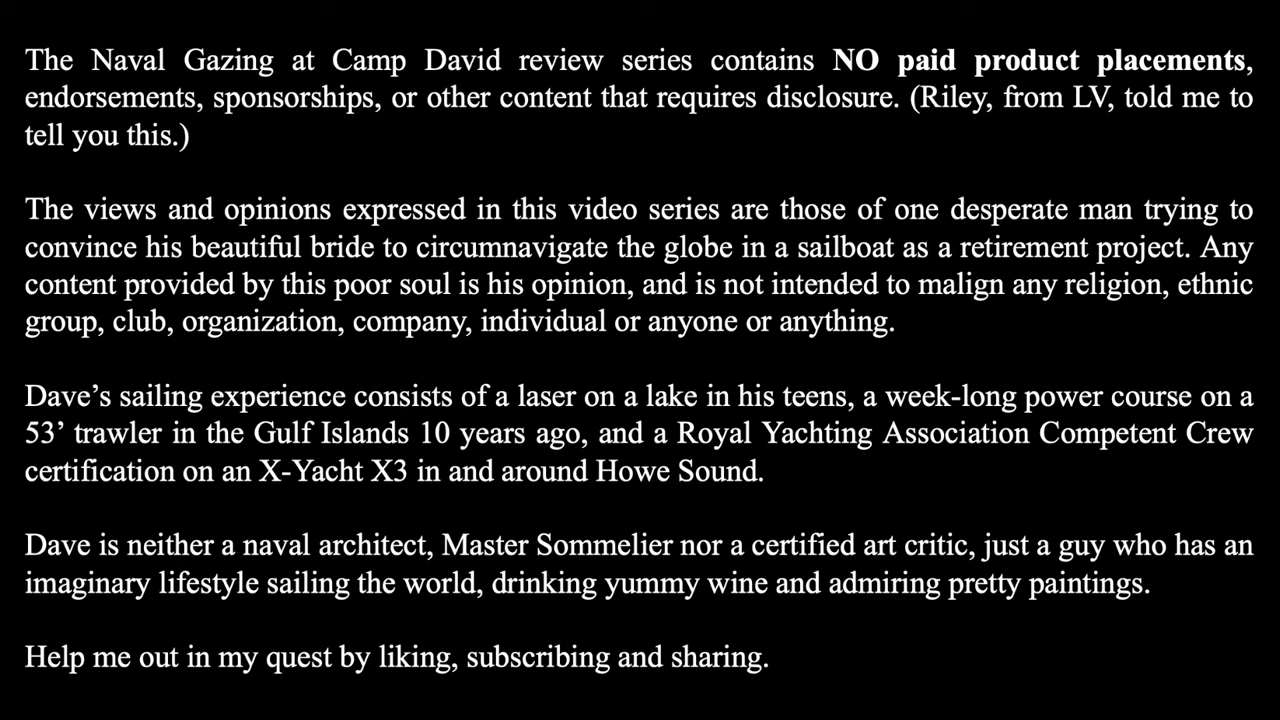 The Naval Gazing at Camp David review series contains NO paid product placements,
endorsements, sponsorships, or other content that requires disclosure. (Riley, from LV, told me to
tell you this.)
The views and opinions expressed in this video series are those of one desperate man trying to
convince his beautiful bride to circumnavigate the globe in a sailboat as a retirement project. Any
content provided by this poor soul is his opinion, and is not intended to malign any religion, ethnic
group, club, organization, company, individual or anyone or anything.
Dave’s sailing experience consists of a laser on a lake in his teens, a week-long power course on a
53’ trawler in the Gulf Islands 10 years ago, and a Royal Yachting Association Competent Crew
certification on an X-Yacht X3 in and around Howe Sound.
Dave is neither a naval architect, Master Sommelier nor a certified art critic, just a guy who has an
imaginary lifestyle sailing the world, drinking yummy wine and admiring pretty paintings.
Help me out in my quest by liking, subscribing and sharing.